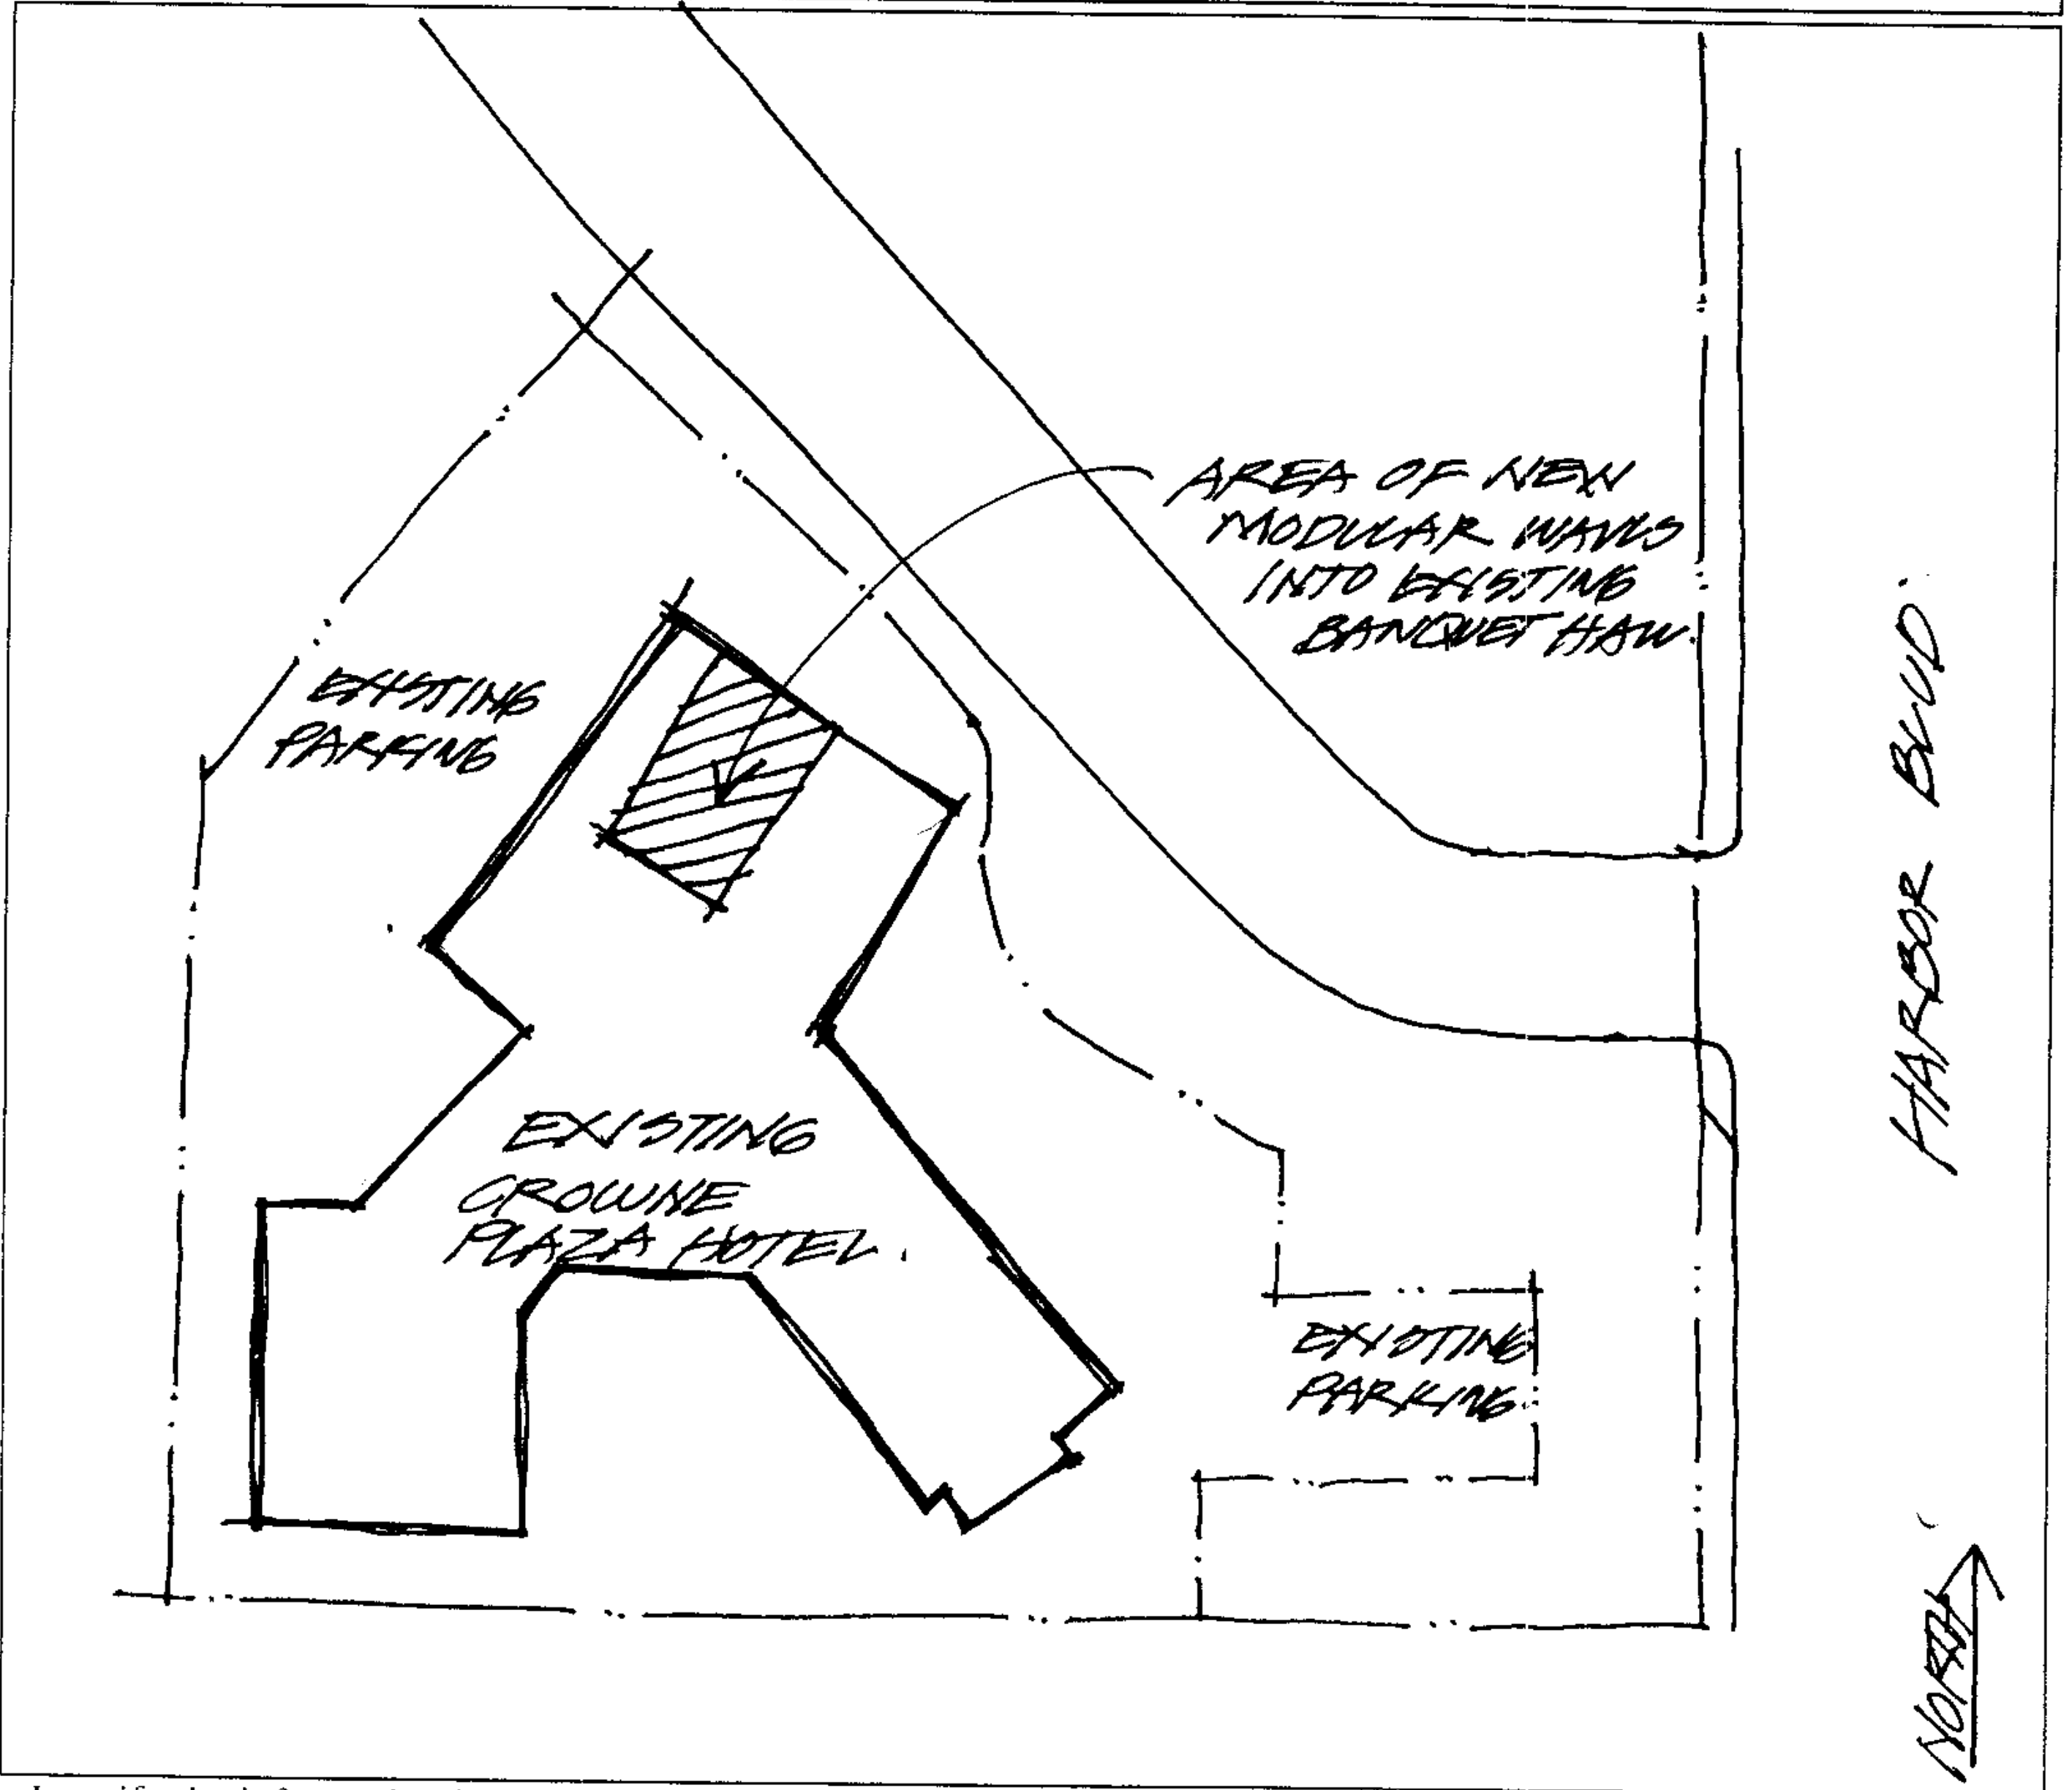 AREA OF NEW
MODULAR WALLS
INTO EXISTING
BANQUET HALL.
EXISTING
PARKING
EXISTING
CROWNE
PLAZA HOTEL.
EXISTING
PARKING
HARBOR BLVD.
NORTH